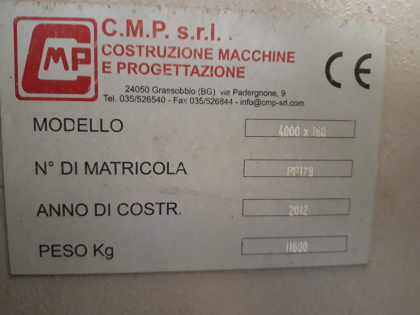 CMP
C.M.P. s.r.l.
COSTRUZIONE MACCHINE
E PROGETTAZIONE
24050 Grassobbio (BG) via Padergnone, 9
Tel. 035/526540 - Fax: 035/526844 - info@cmp-srl.com
CE
MODELLO 4000 x 160
N° DI MATRICOLA PP179
ANNO DI COSTR. 2012
PESO Kg 11600